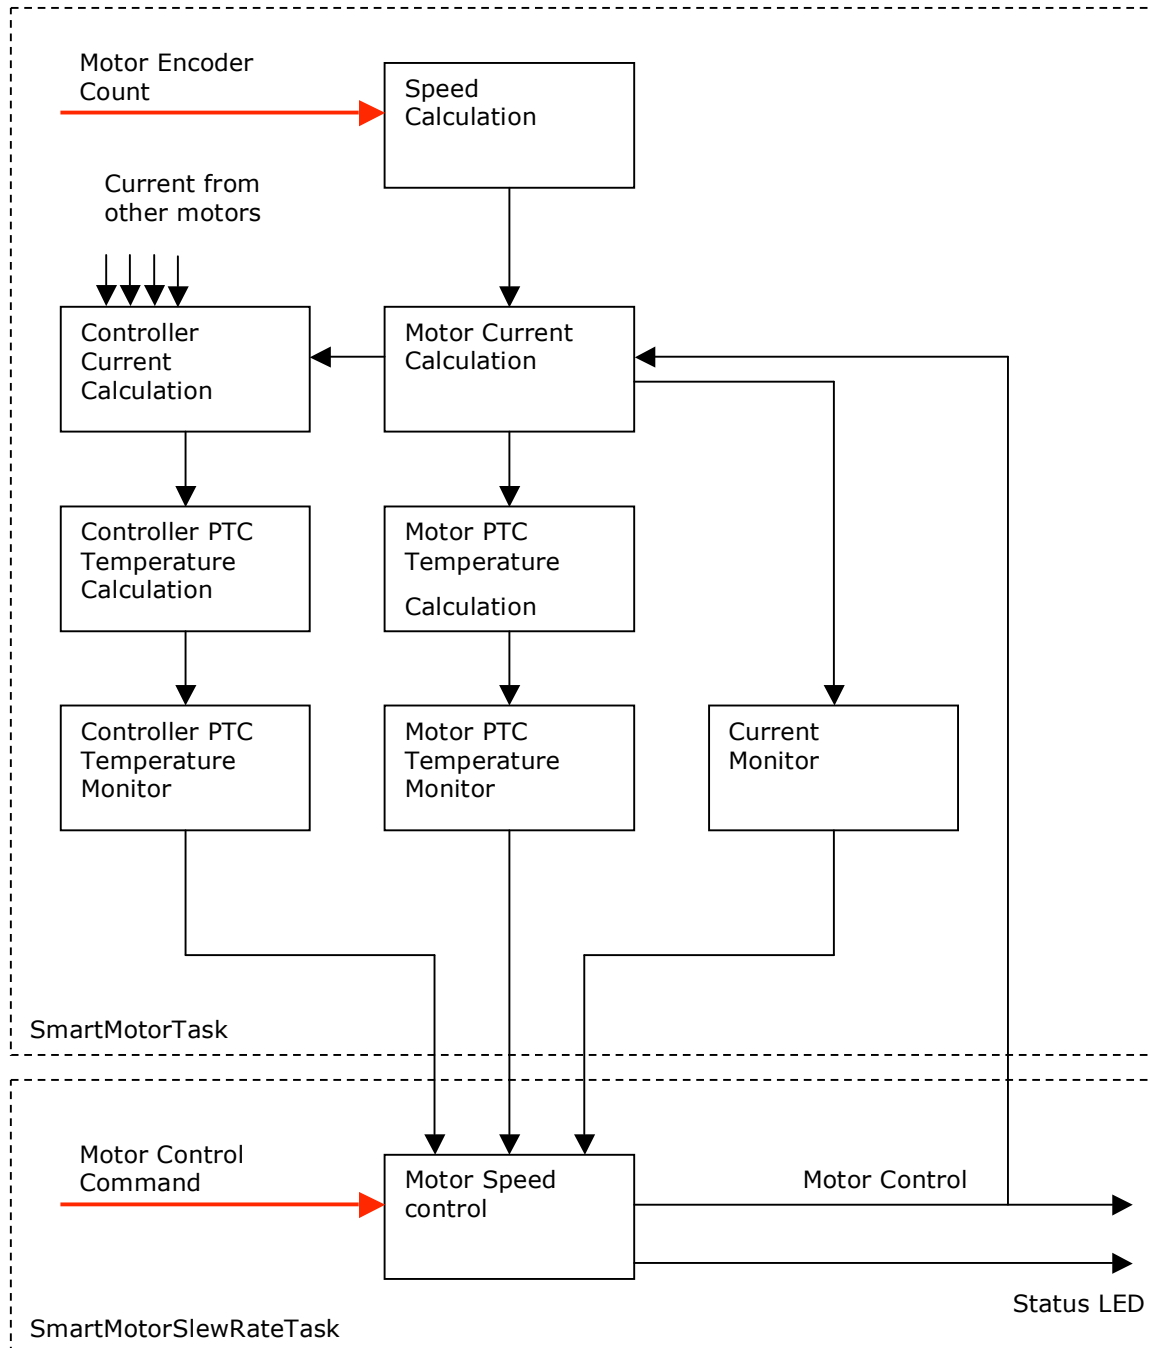 Motor Encoder
Count
Speed
Calculation
Current from
other motors
Controller
Current
Calculation
Motor Current
Calculation
Controller PTC
Temperature
Calculation
Motor PTC
Temperature
Calculation
Controller PTC
Temperature
Monitor
Motor PTC
Temperature
Monitor
Current
Monitor
SmartMotorTask
Motor Control
Command
Motor Speed
control
Motor Control
Status LED
SmartMotorSlewRateTask